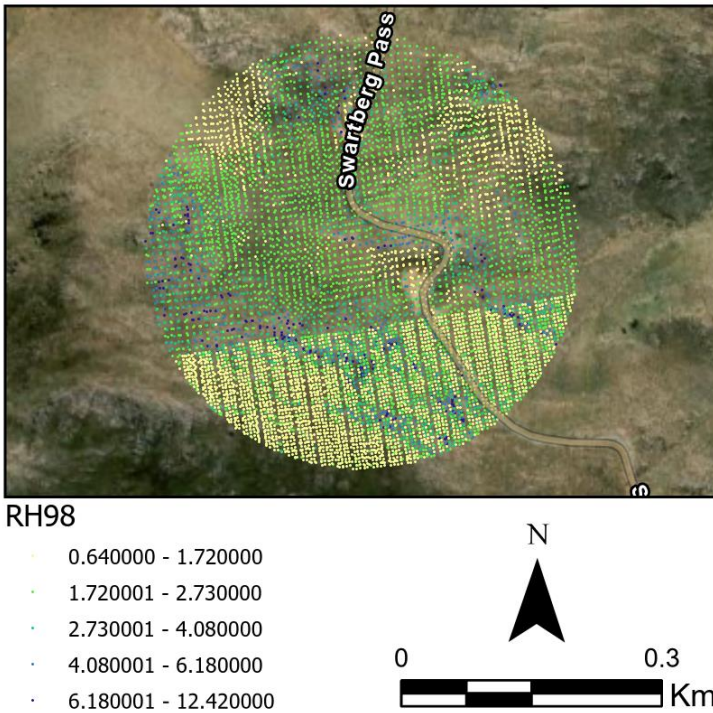 Swartberg Pass
S
RH98
0.640000 - 1.720000
1.720001 - 2.730000
2.730001 - 4.080000
4.080001 - 6.180000
6.180001 - 12.420000
N
0 0.3
Km